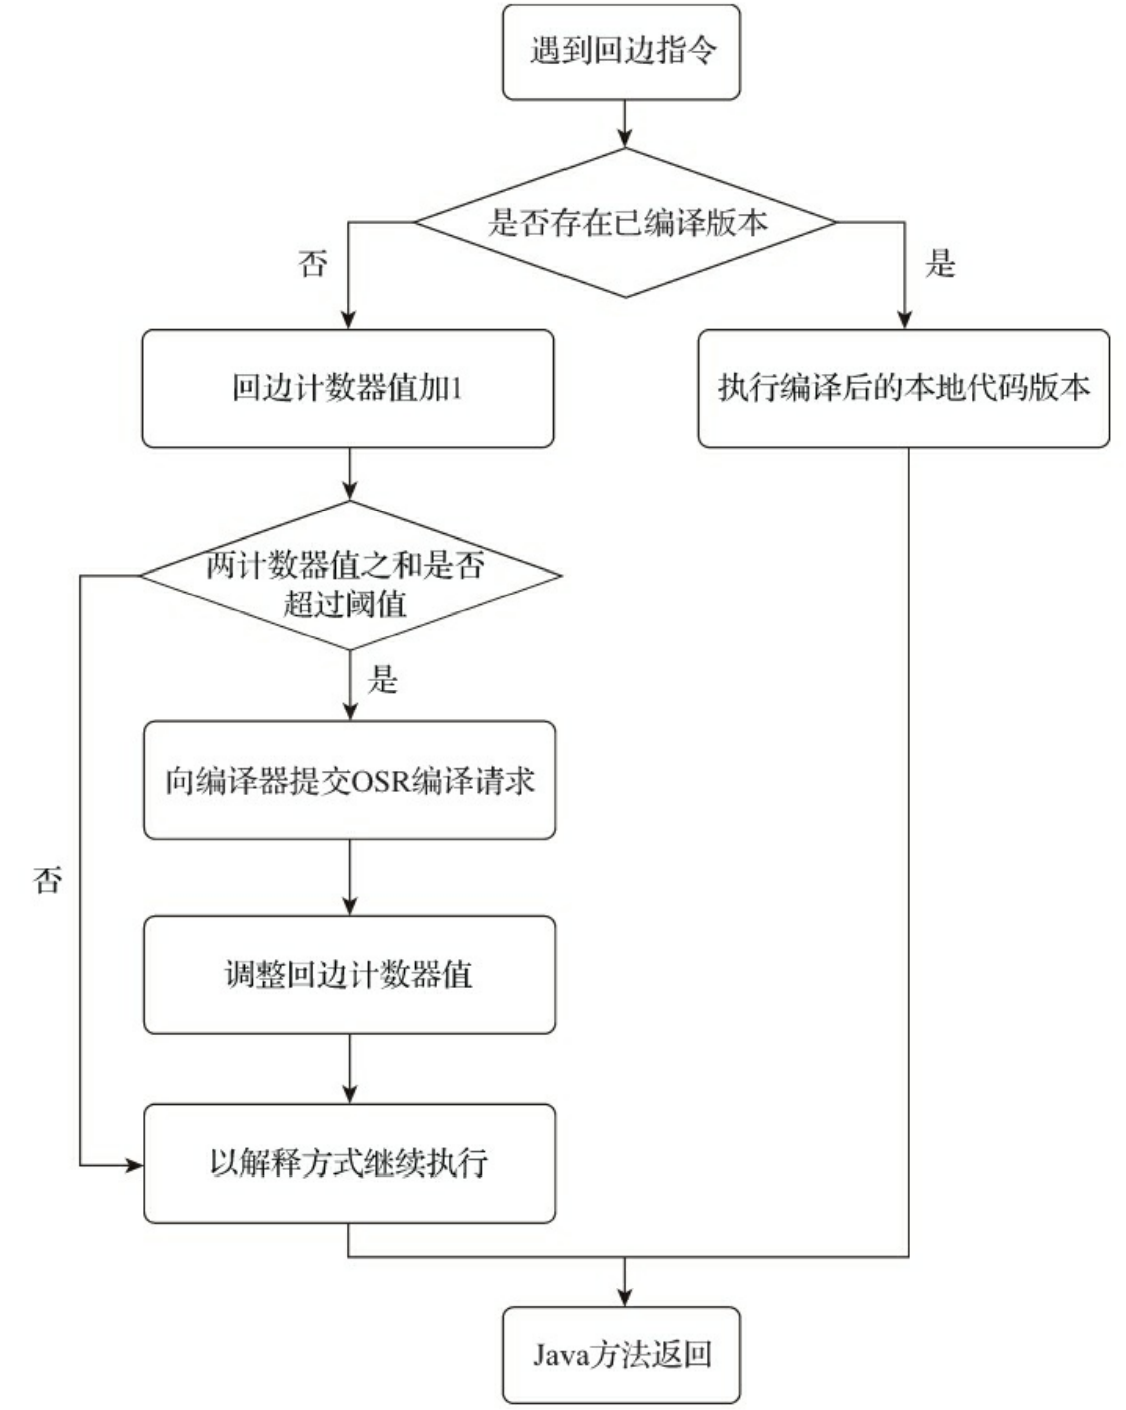 遇到回边指令
是否存在已编译版本
否
是
回边计数器值加1
执行编译后的本地代码版本
两计数器值之和是否
超过阈值
是
向编译器提交OSR编译请求
否
调整回边计数器值
以解释方式继续执行
Java方法返回